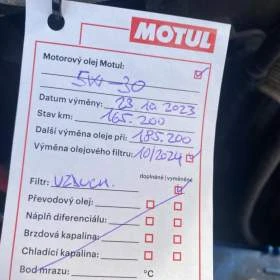 MOTUL
Motorový olej Motul:
5W-30
Datum výměny: 23.10.2023
Stav km: 165.200
Další výměna oleje při: 185.200
Výměna olejového filtru: 10/2024
doplněné | vyměněné
Filtr: VZDUCH.
Převodový olej:
Náplň diferenciálu:
Brzdová kapalina:
Chladící kapalina:
Bod mrazu: °C